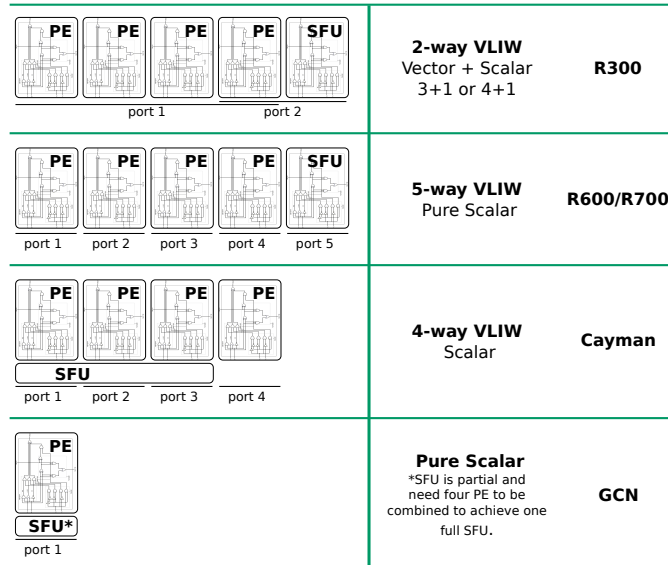 PE PE PE PE SFU
port 1 port 2
2-way VLIW
Vector + Scalar
3+1 or 4+1
R300
PE PE PE PE SFU
port 1 port 2 port 3 port 4 port 5
5-way VLIW
Pure Scalar
R600/R700
PE PE PE PE
SFU
port 1 port 2 port 3 port 4
4-way VLIW
Scalar
Cayman
PE
SFU*
port 1
Pure Scalar
*SFU is partial and
need four PE to be
combined to achieve one
full SFU.
GCN